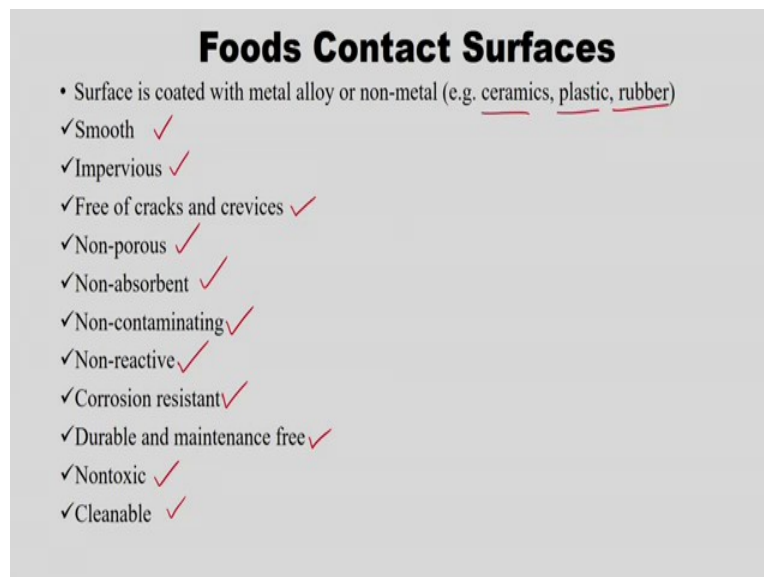 Foods Contact Surfaces
• Surface is coated with metal alloy or non-metal (e.g. ceramics, plastic, rubber)
✓Smooth
✓Impervious
✓Free of cracks and crevices
✓Non-porous
✓Non-absorbent
✓Non-contaminating
✓Non-reactive
✓Corrosion resistant
✓Durable and maintenance free
✓Nontoxic
✓Cleanable